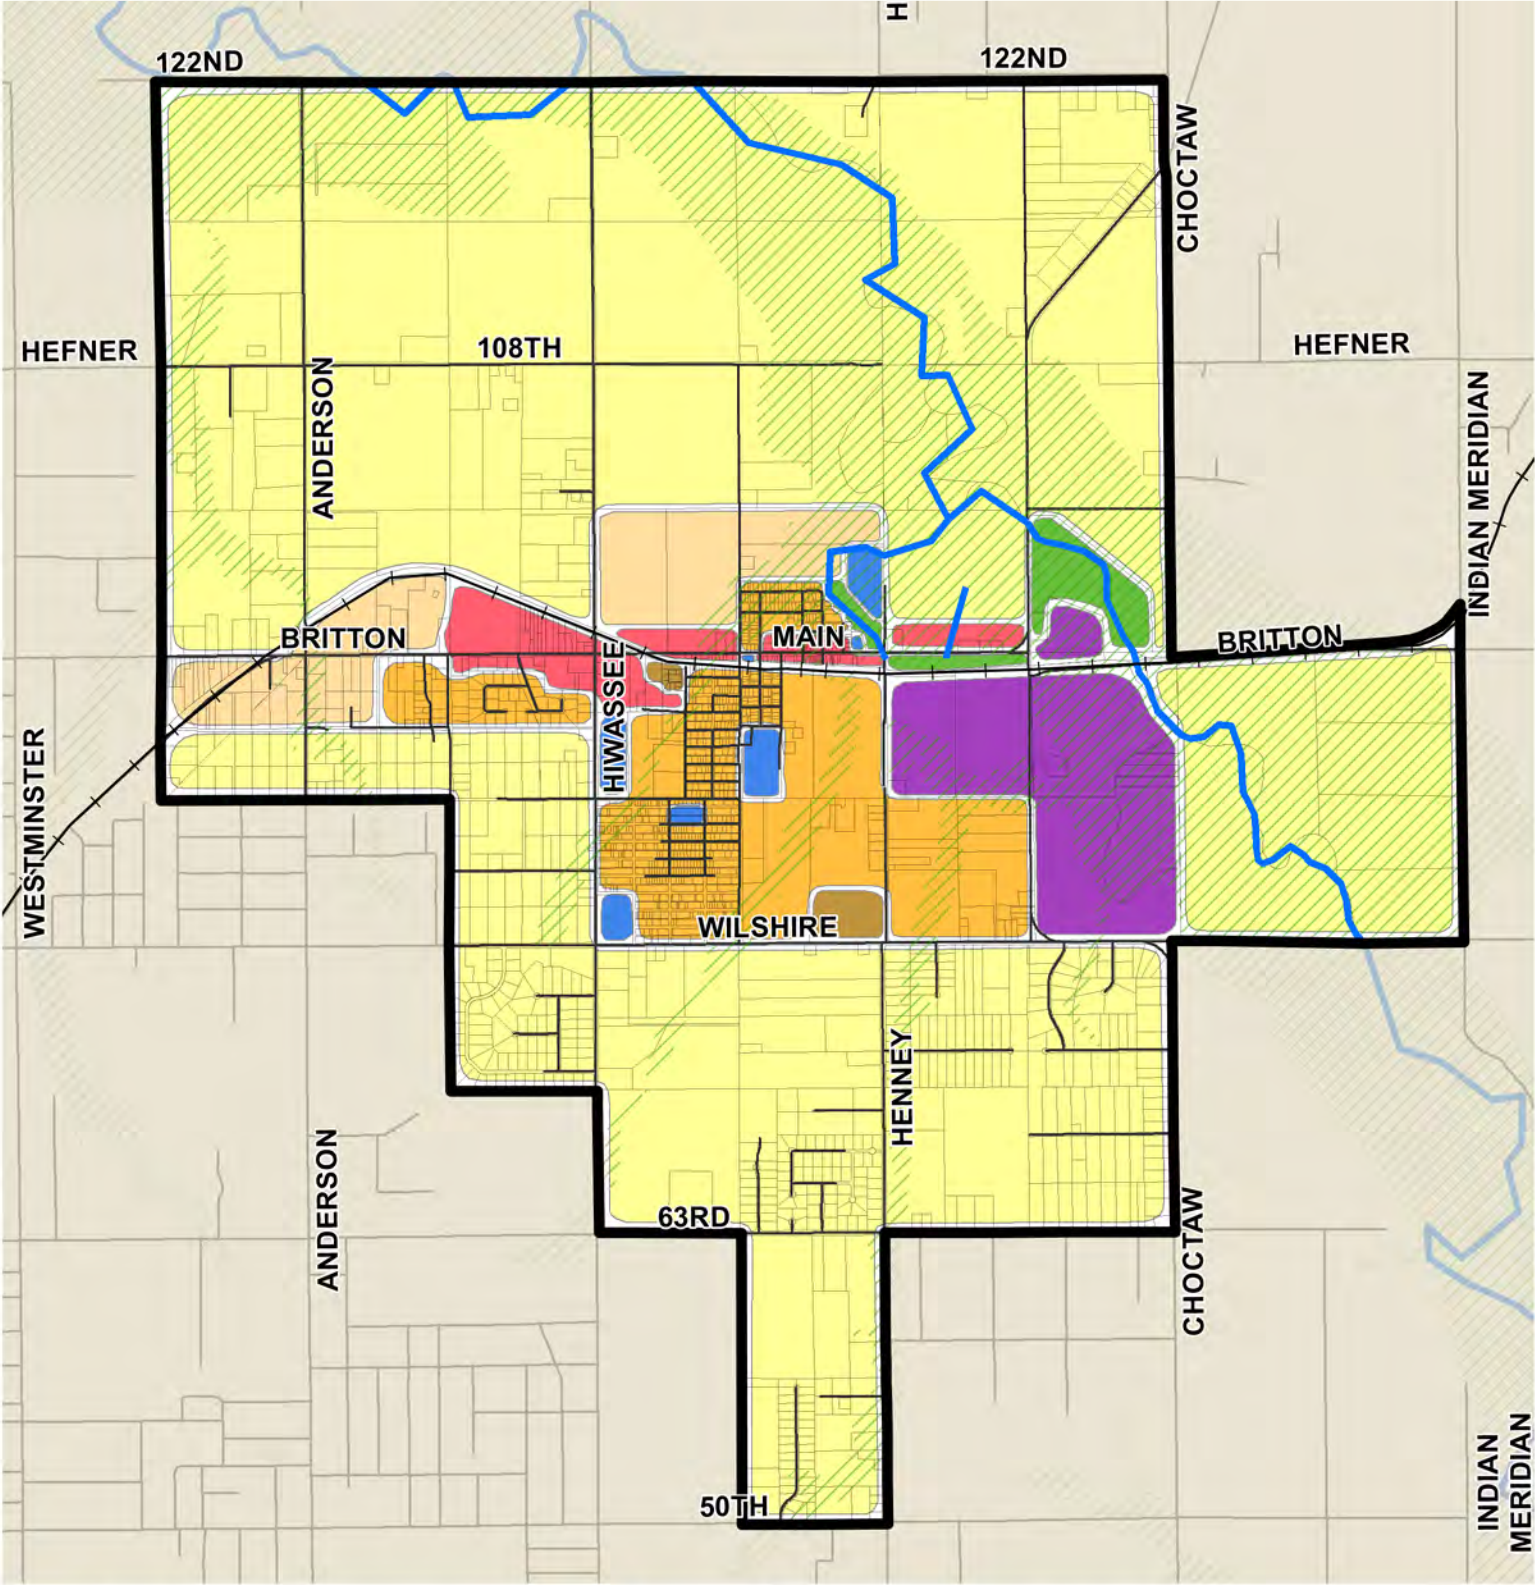 H
122ND
122ND
CHOCTAW
HEFNER
108TH
HEFNER
ANDERSON
INDIAN MERIDIAN
BRITTON
MAIN
BRITTON
HIWASSEE
WESTMINSTER
WILSHIRE
HENNEY
ANDERSON
63RD
CHOCTAW
50TH
INDIAN
MERIDIAN